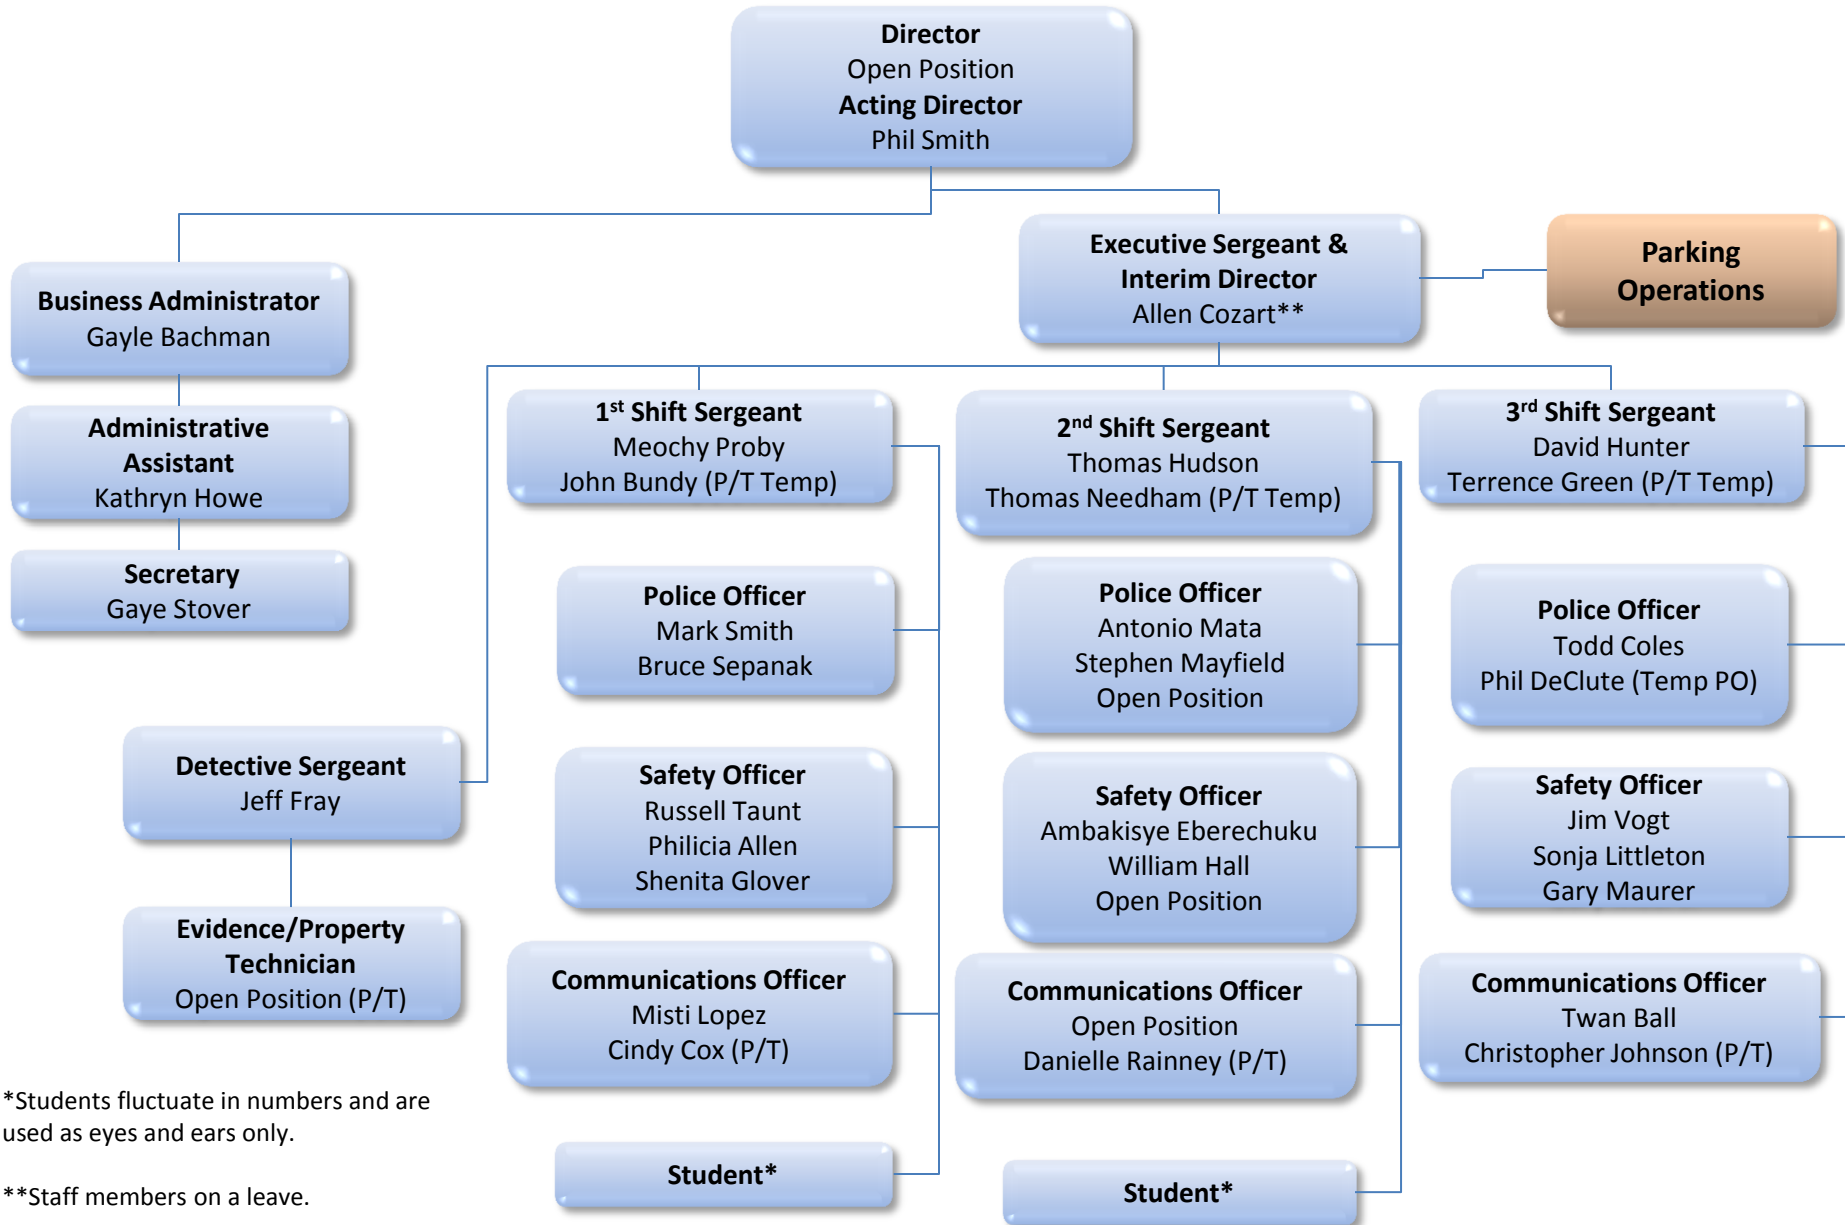 Director
Open Position
Acting Director
Phil Smith
Executive Sergeant &
Interim Director
Allen Cozart**
Parking
Operations
Business Administrator
Gayle Bachman
Administrative
Assistant
Kathryn Howe
Secretary
Gaye Stover
Detective Sergeant
Jeff Fray
Evidence/Property
Technician
Open Position (P/T)
1st Shift Sergeant
Meochy Proby
John Bundy (P/T Temp)
Police Officer
Mark Smith
Bruce Sepanak
Safety Officer
Russell Taunt
Philicia Allen
Shenita Glover
Communications Officer
Misti Lopez
Cindy Cox (P/T)
Student*
2nd Shift Sergeant
Thomas Hudson
Thomas Needham (P/T Temp)
Police Officer
Antonio Mata
Stephen Mayfield
Open Position
Safety Officer
Ambakisye Eberechuku
William Hall
Open Position
Communications Officer
Open Position
Danielle Rainney (P/T)
Student*
3rd Shift Sergeant
David Hunter
Terrence Green (P/T Temp)
Police Officer
Todd Coles
Phil DeClute (Temp PO)
Safety Officer
Jim Vogt
Sonja Littleton
Gary Maurer
Communications Officer
Twan Ball
Christopher Johnson (P/T)
*Students fluctuate in numbers and are
used as eyes and ears only.
**Staff members on a leave.